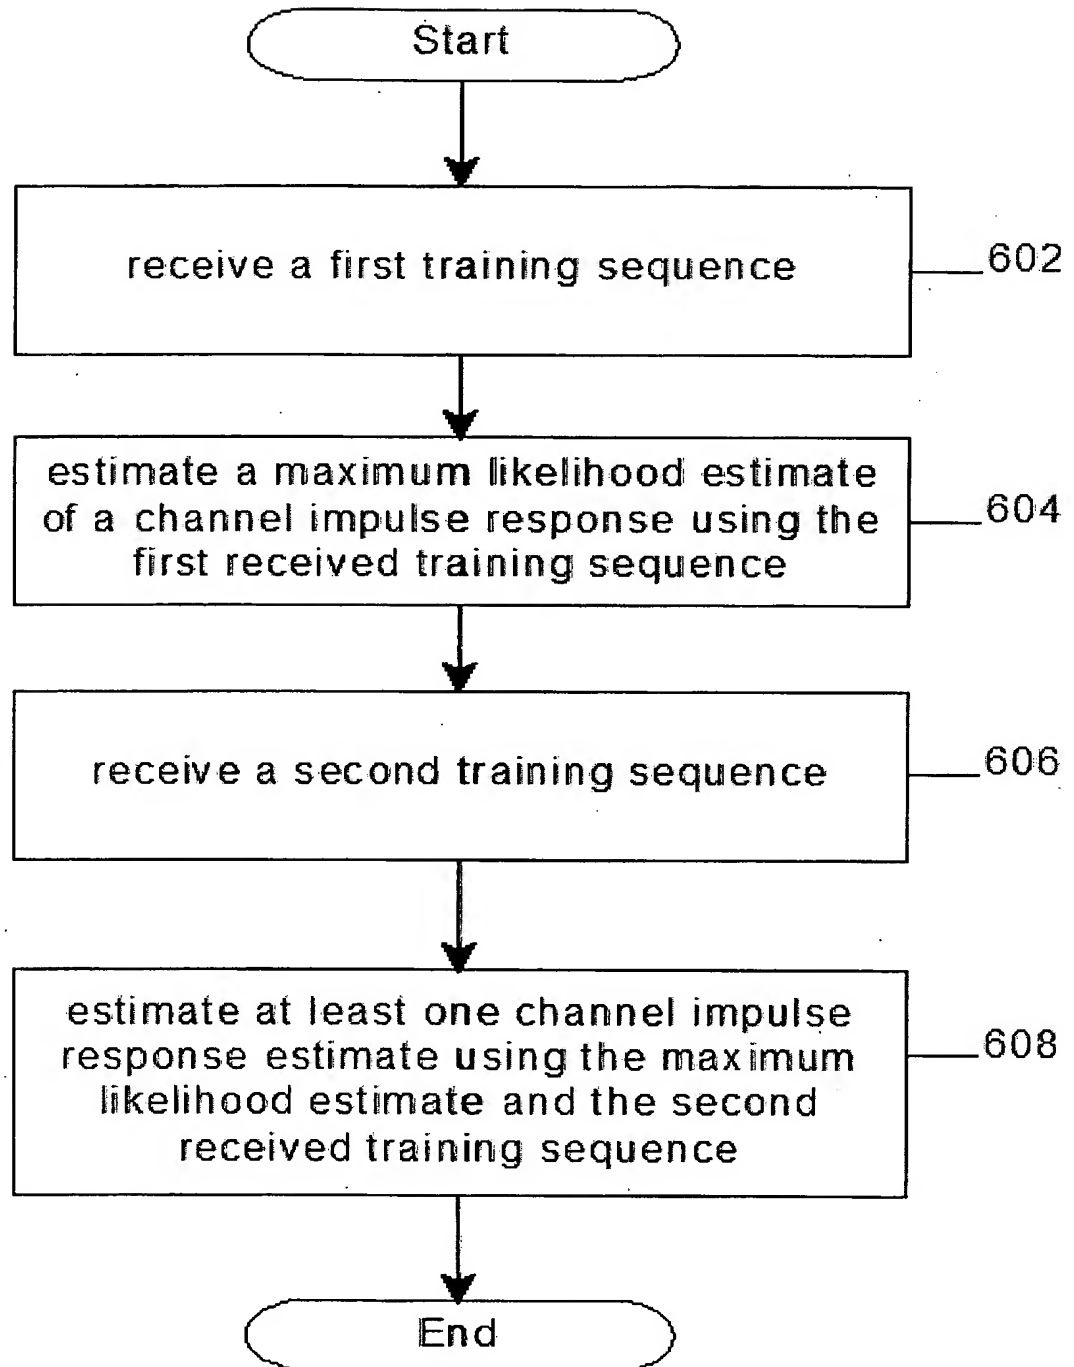 Start
receive a first training sequence
602
estimate a maximum likelihood estimate
of a channel impulse response using the
first received training sequence
604
receive a second training sequence
606
estimate at least one channel impulse
response estimate using the maximum
likelihood estimate and the second
received training sequence
608
End